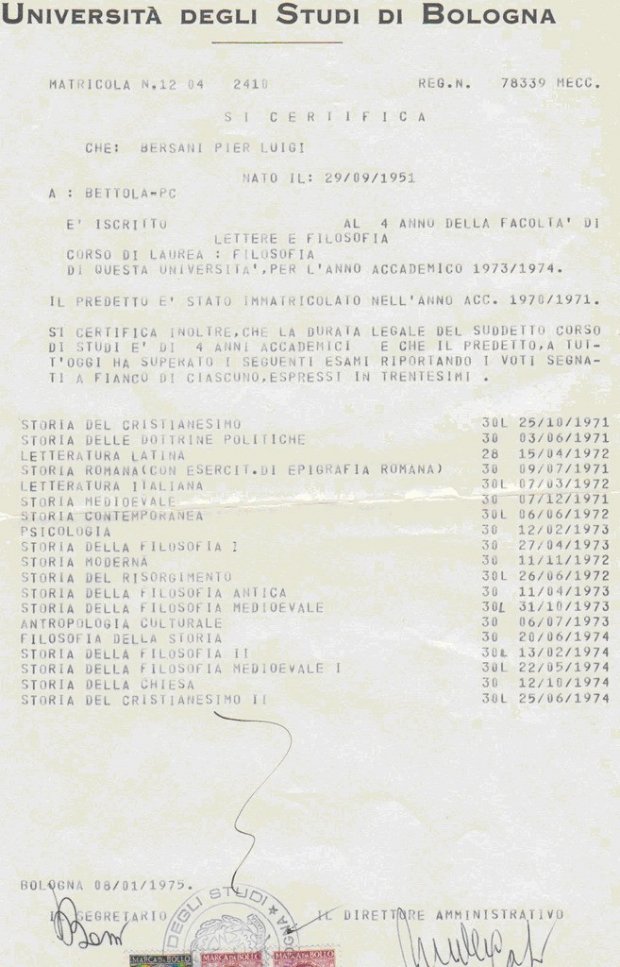 UNIVERSITÀ DEGLI STUDI DI BOLOGNA
MATRICOLA N.12 04 2410 REG.N. 78339 MECC.
SI CERTIFICA
CHE: BERSANI PIER LUIGI
NATO IL: 29/09/1951
A : BETTOLA-PC
E' ISCRITTO AL 4 ANNO DELLA FACOLTA' DI
LETTERE E FILOSOFIA
CORSO DI LAUREA : FILOSOFIA
DI QUESTA UNIVERSITA',PER L'ANNO ACCADEMICO 1973/1974.
IL PREDETTO E' STATO IMMATRICOLATO NELL'ANNO ACC. 1970/1971.
SI CERTIFICA INOLTRE,CHE LA DURATA LEGALE DEL SUDDETTO CORSO
DI STUDI E' DI 4 ANNI ACCADEMICI E CHE IL PREDETTO,A TUT-
T'OGGI HA SUPERATO I SEGUENTI ESAMI RIPORTANDO I VOTI SEGNA-
TI A FIANCO DI CIASCUNO,ESPRESSI IN TRENTESIMI .
STORIA DEL CRISTIANESIMO 30L 25/10/1971
STORIA DELLE DOTTRINE POLITICHE 30 03/06/1971
LETTERATURA LATINA 28 15/04/1972
STORIA ROMANA(CON ESERCIT.DI EPIGRAFIA ROMANA) 30 09/07/1971
LETTERATURA ITALIANA 30L 07/03/1972
STORIA MEDIOEVALE 30 07/12/1971
STORIA CONTEMPORANEA 30L 06/06/1972
PSICOLOGIA 30 12/02/1973
STORIA DELLA FILOSOFIA I 30 27/04/1973
STORIA MODERNA 30 11/11/1972
STORIA DEL RISORGIMENTO 30L 26/06/1972
STORIA DELLA FILOSOFIA ANTICA 30 11/04/1973
STORIA DELLA FILOSOFIA MEDIOEVALE 30L 31/10/1973
ANTROPOLOGIA CULTURALE 30 06/07/1973
FILOSOFIA DELLA STORIA 30 20/06/1974
STORIA DELLA FILOSOFIA II 30L 13/02/1974
STORIA DELLA FILOSOFIA MEDIOEVALE I 30L 22/05/1974
STORIA DELLA CHIESA 30 12/10/1974
STORIA DEL CRISTIANESIMO II 30L 25/06/1974
BOLOGNA 08/01/1975.
IL SEGRETARIO IL DIRETTORE AMMINISTRATIVO
DEGLI STUDI
MARCA DA BOLLO MARCA DA BOLLO MARCA DA BOLLO